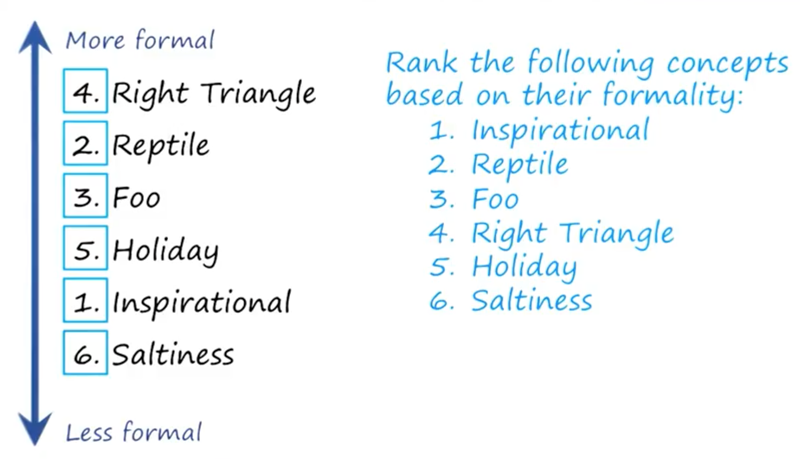 More formal
4. Right Triangle
2. Reptile
3. Foo
5. Holiday
1. Inspirational
6. Saltiness
Less formal
Rank the following concepts
based on their formality:
1. Inspirational
2. Reptile
3. Foo
4. Right Triangle
5. Holiday
6. Saltiness